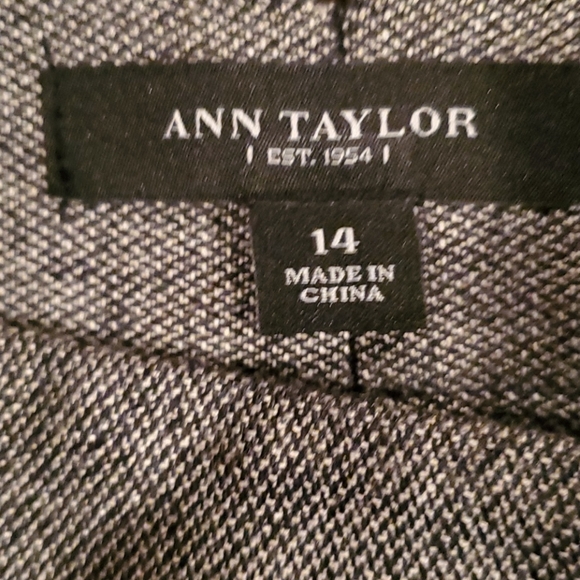 ANN TAYLOR
| EST. 1954 |
14
MADE IN
CHINA